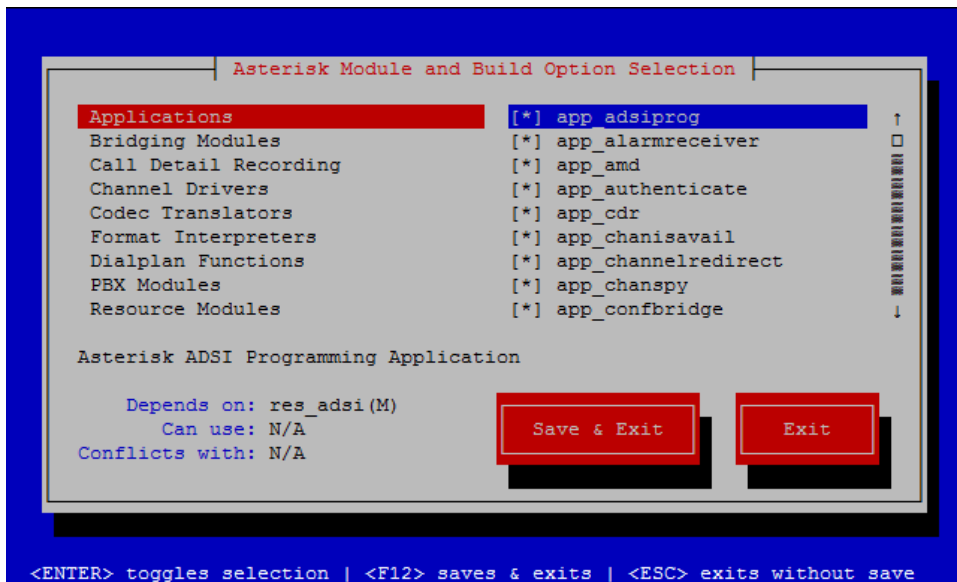 Asterisk Module and Build Option Selection
Applications [*] app_adsiprog
Bridging Modules [*] app_alarmreceiver
Call Detail Recording [*] app_amd
Channel Drivers [*] app_authenticate
Codec Translators [*] app_cdr
Format Interpreters [*] app_chanisavail
Dialplan Functions [*] app_channelredirect
PBX Modules [*] app_chanspy
Resource Modules [*] app_confbridge
Asterisk ADSI Programming Application
Depends on: res_adsi(M)
Can use: N/A
Conflicts with: N/A
Save & Exit Exit
<ENTER> toggles selection | <F12> saves & exits | <ESC> exits without save